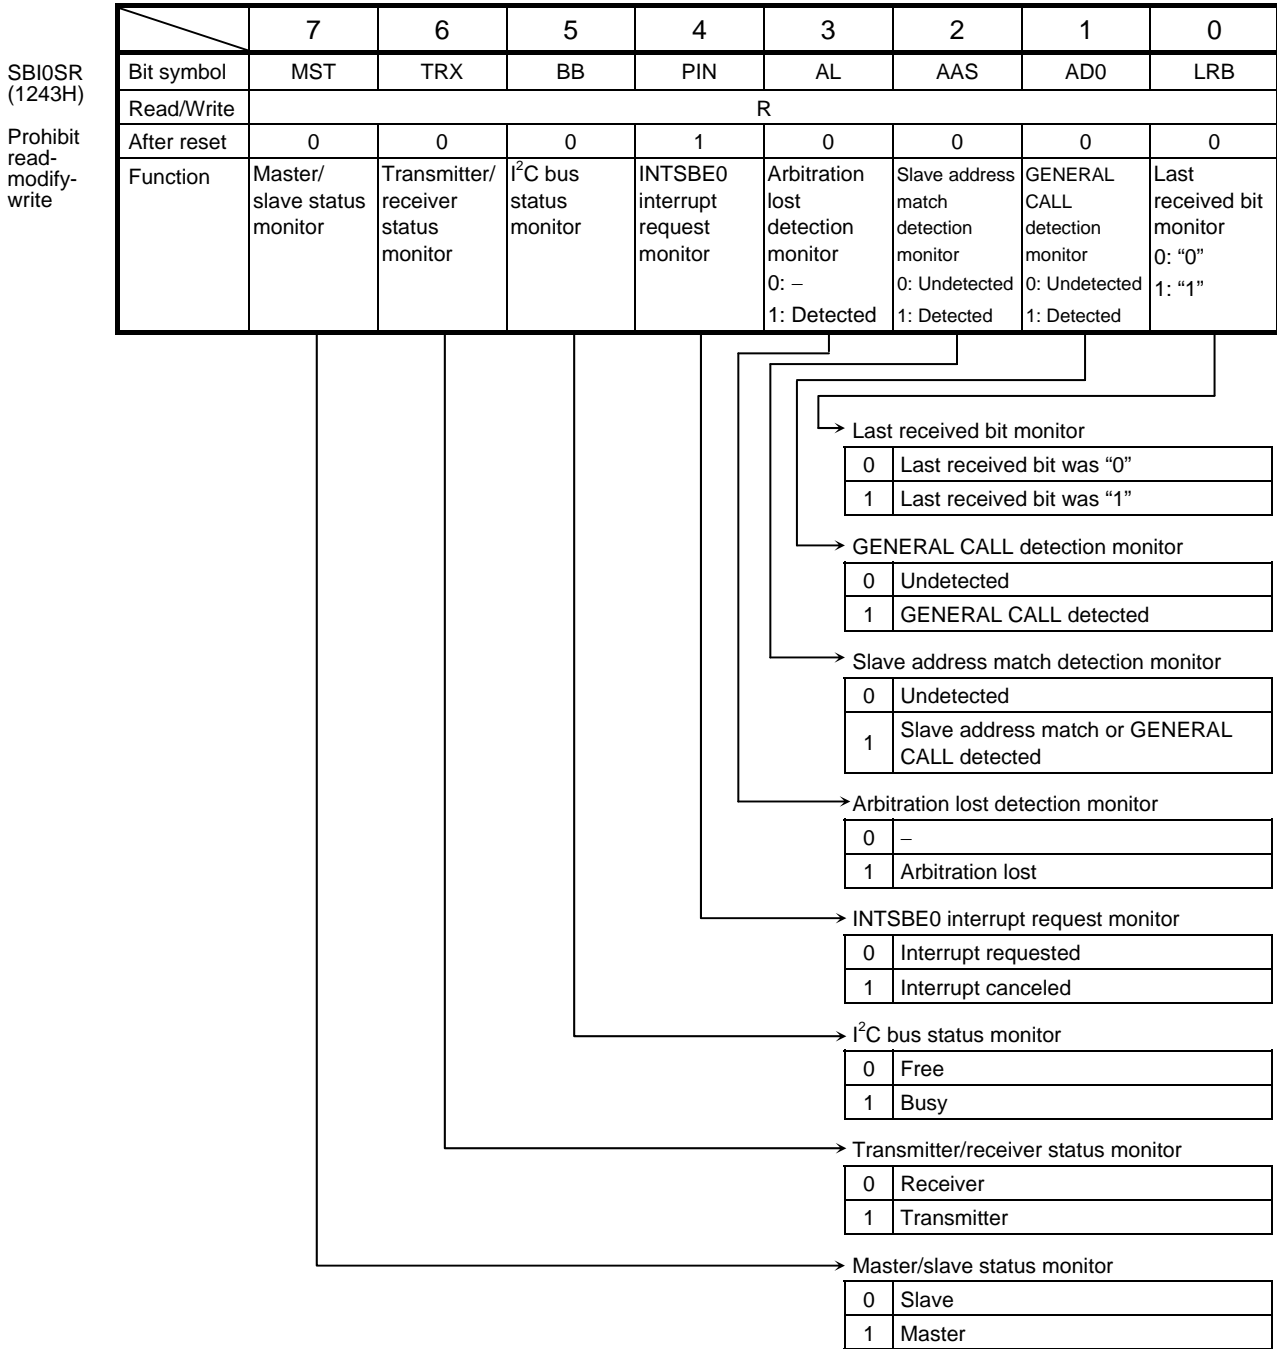 7 6 5 4 3 2 1 0
SBI0SR
(1243H)
Prohibit
read-
modify-
write
Bit symbol MST TRX BB PIN AL AAS AD0 LRB
Read/Write R
After reset 0 0 0 1 0 0 0 0
Function
Master/
slave status
monitor
Transmitter/
receiver
status
monitor
I²C bus
status
monitor
INTSBE0
interrupt
request
monitor
Arbitration
lost
detection
monitor
0: −
1: Detected
Slave address
match
detection
monitor
0: Undetected
1: Detected
GENERAL
CALL
detection
monitor
0: Undetected
1: Detected
Last
received bit
monitor
0: “0”
1: “1”
Last received bit monitor
0 Last received bit was “0”
1 Last received bit was “1”
GENERAL CALL detection monitor
0 Undetected
1 GENERAL CALL detected
Slave address match detection monitor
0 Undetected
1 Slave address match or GENERAL
CALL detected
Arbitration lost detection monitor
0 −
1 Arbitration lost
INTSBE0 interrupt request monitor
0 Interrupt requested
1 Interrupt canceled
I²C bus status monitor
0 Free
1 Busy
Transmitter/receiver status monitor
0 Receiver
1 Transmitter
Master/slave status monitor
0 Slave
1 Master